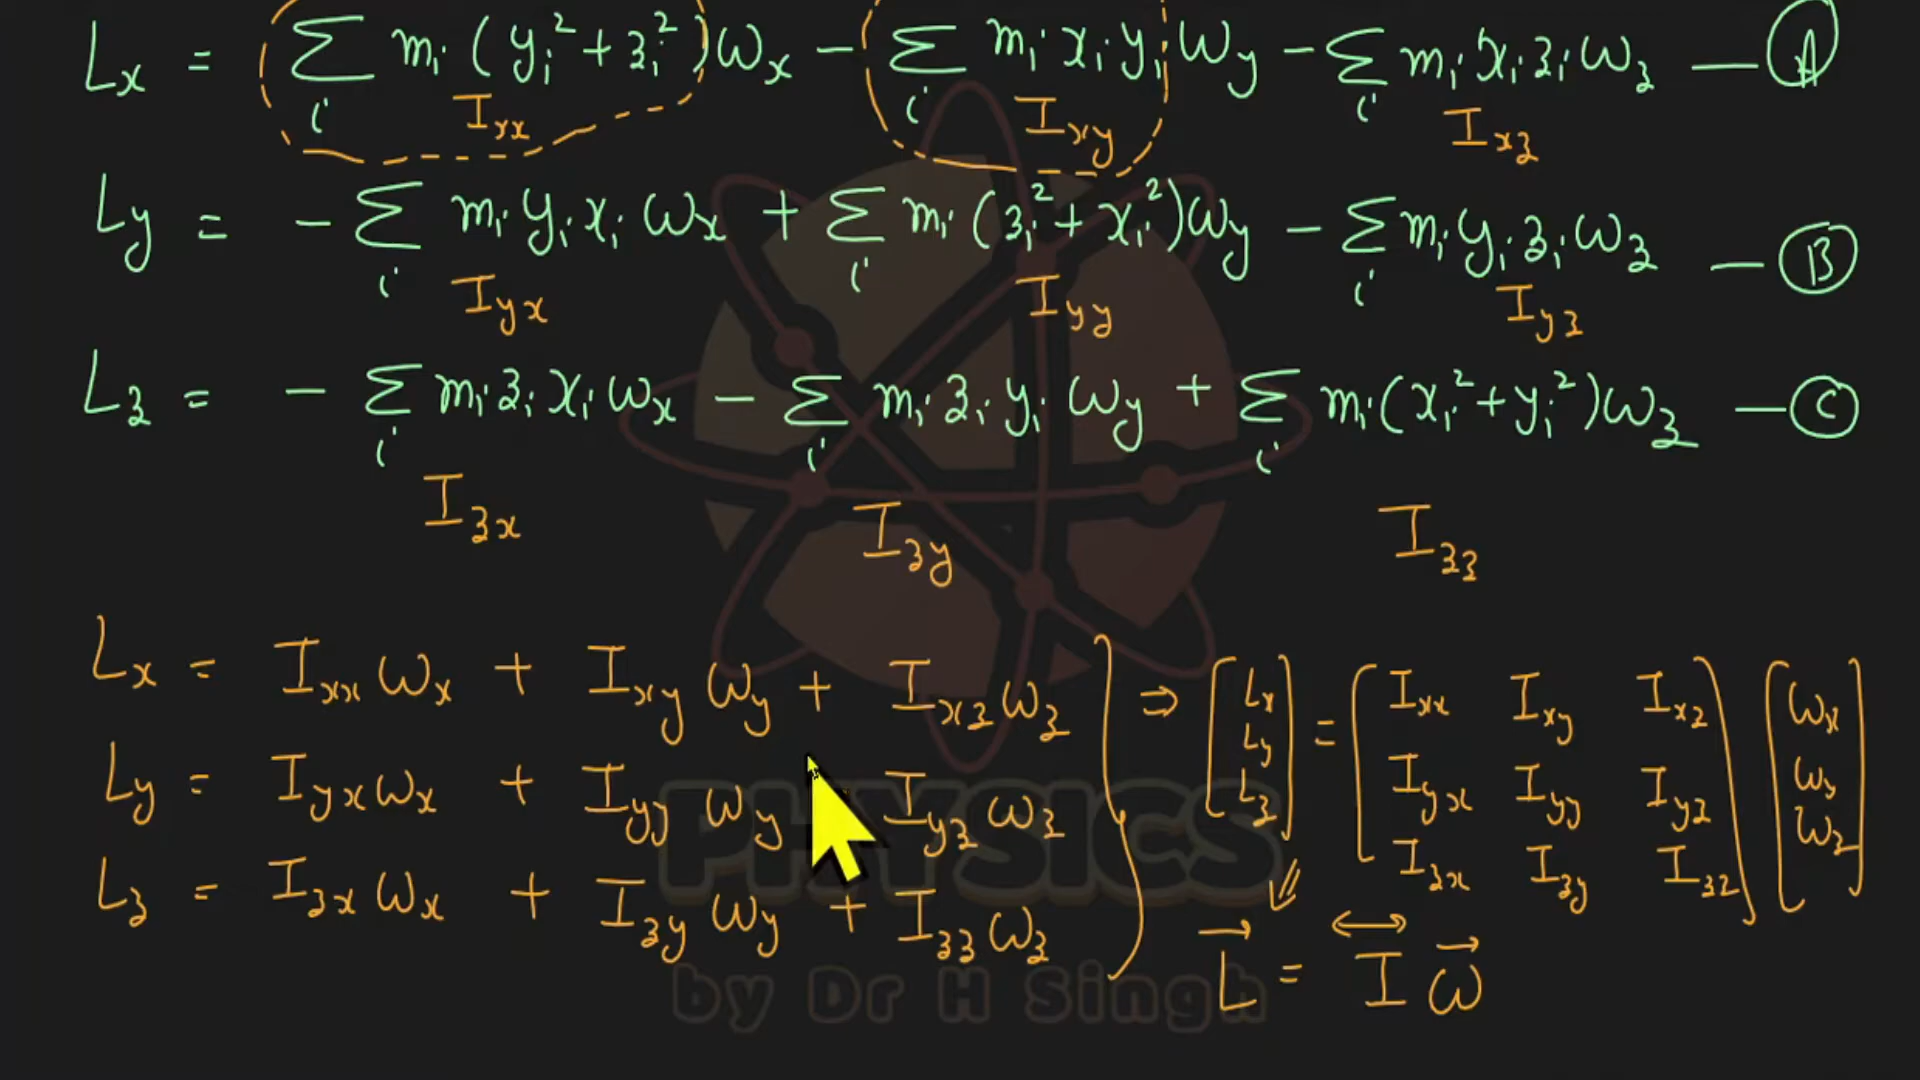 Lx = Σi mi (yi² + zi²) ωx − Σi mi xi yi ωy − Σi mi xi zi ωz — (A)
Ixx Ixy Ixz
Ly = − Σi mi yi xi ωx + Σi mi (zi² + xi²) ωy − Σi mi yi zi ωz — (B)
Iyx Iyy Iyz
Lz = − Σi mi zi xi ωx − Σi mi zi yi ωy + Σi mi (xi² + yi²) ωz — (C)
Izx Izy Izz
Lx = Ixx ωx + Ixy ωy + Ixz ωz
Ly = Iyx ωx + Iyy ωy Iyz ωz
Lz = Izx ωx + Izy ωy + Izz ωz
⇒ [Lx Ly Lz] = [Ixx Ixy Ixz
Iyx Iyy Iyz
Izx Izy Izz] [ωx ωy ωz]
⇓
L⃗ = I⃡ ω⃗
PHYSICS
by Dr H Singh